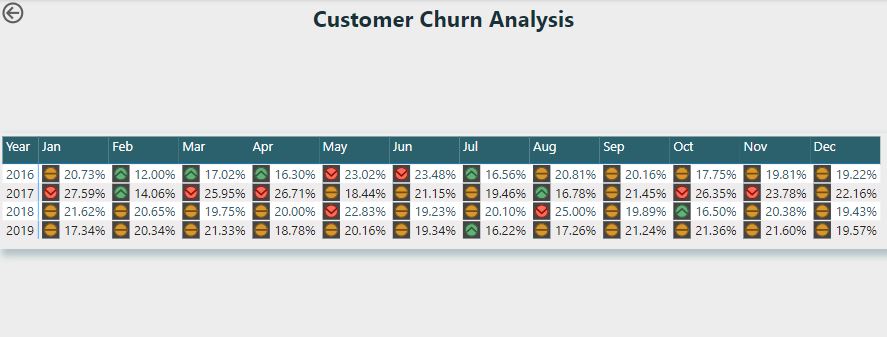 Customer Churn Analysis
Year Jan Feb Mar Apr May Jun Jul Aug Sep Oct Nov Dec
2016 20.73% 12.00% 17.02% 16.30% 23.02% 23.48% 16.56% 20.81% 20.16% 17.75% 19.81% 19.22%
2017 27.59% 14.06% 25.95% 26.71% 18.44% 21.15% 19.46% 16.78% 21.45% 26.35% 23.78% 22.16%
2018 21.62% 20.65% 19.75% 20.00% 22.83% 19.23% 20.10% 25.00% 19.89% 16.50% 20.38% 19.43%
2019 17.34% 20.34% 21.33% 18.78% 20.16% 19.34% 16.22% 17.26% 21.24% 21.36% 21.60% 19.57%